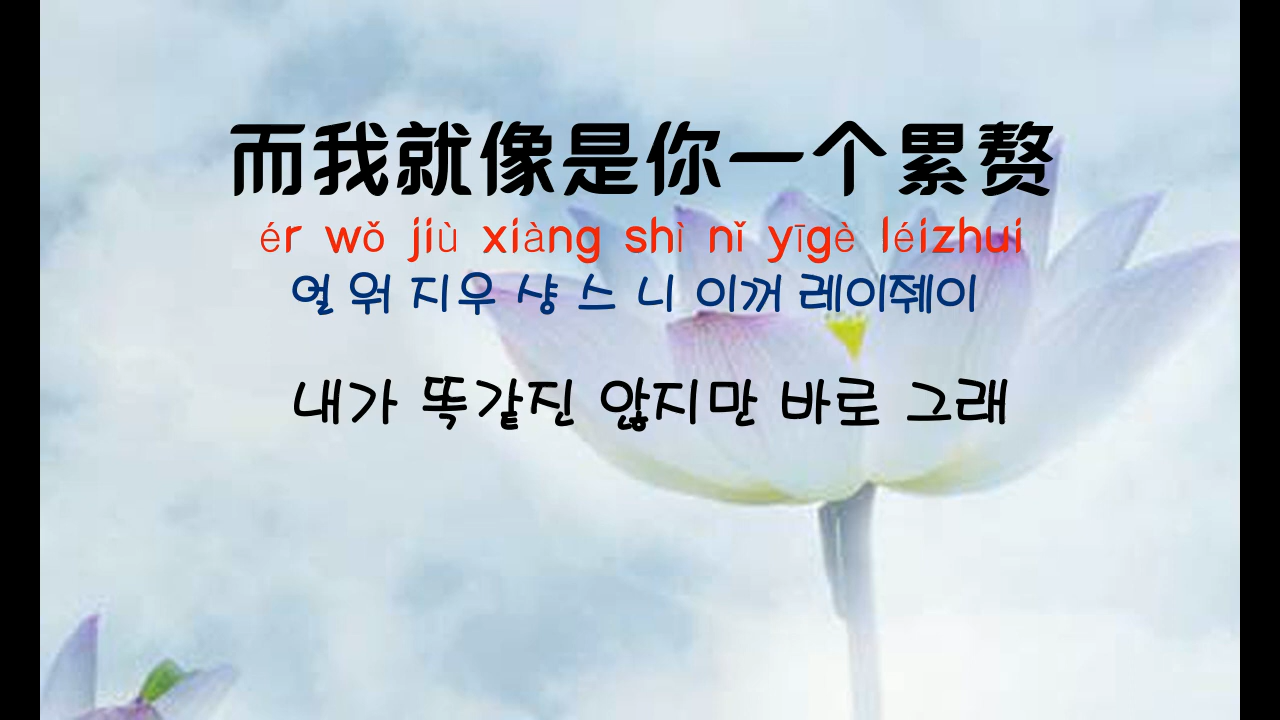 而我就像是你一个累赘
ér wǒ jiù xiàng shì nǐ yīgè léizhui
얼 워 지우 샹 스 니 이꺼 레이줴이
내가 똑같진 않지만 바로 그래